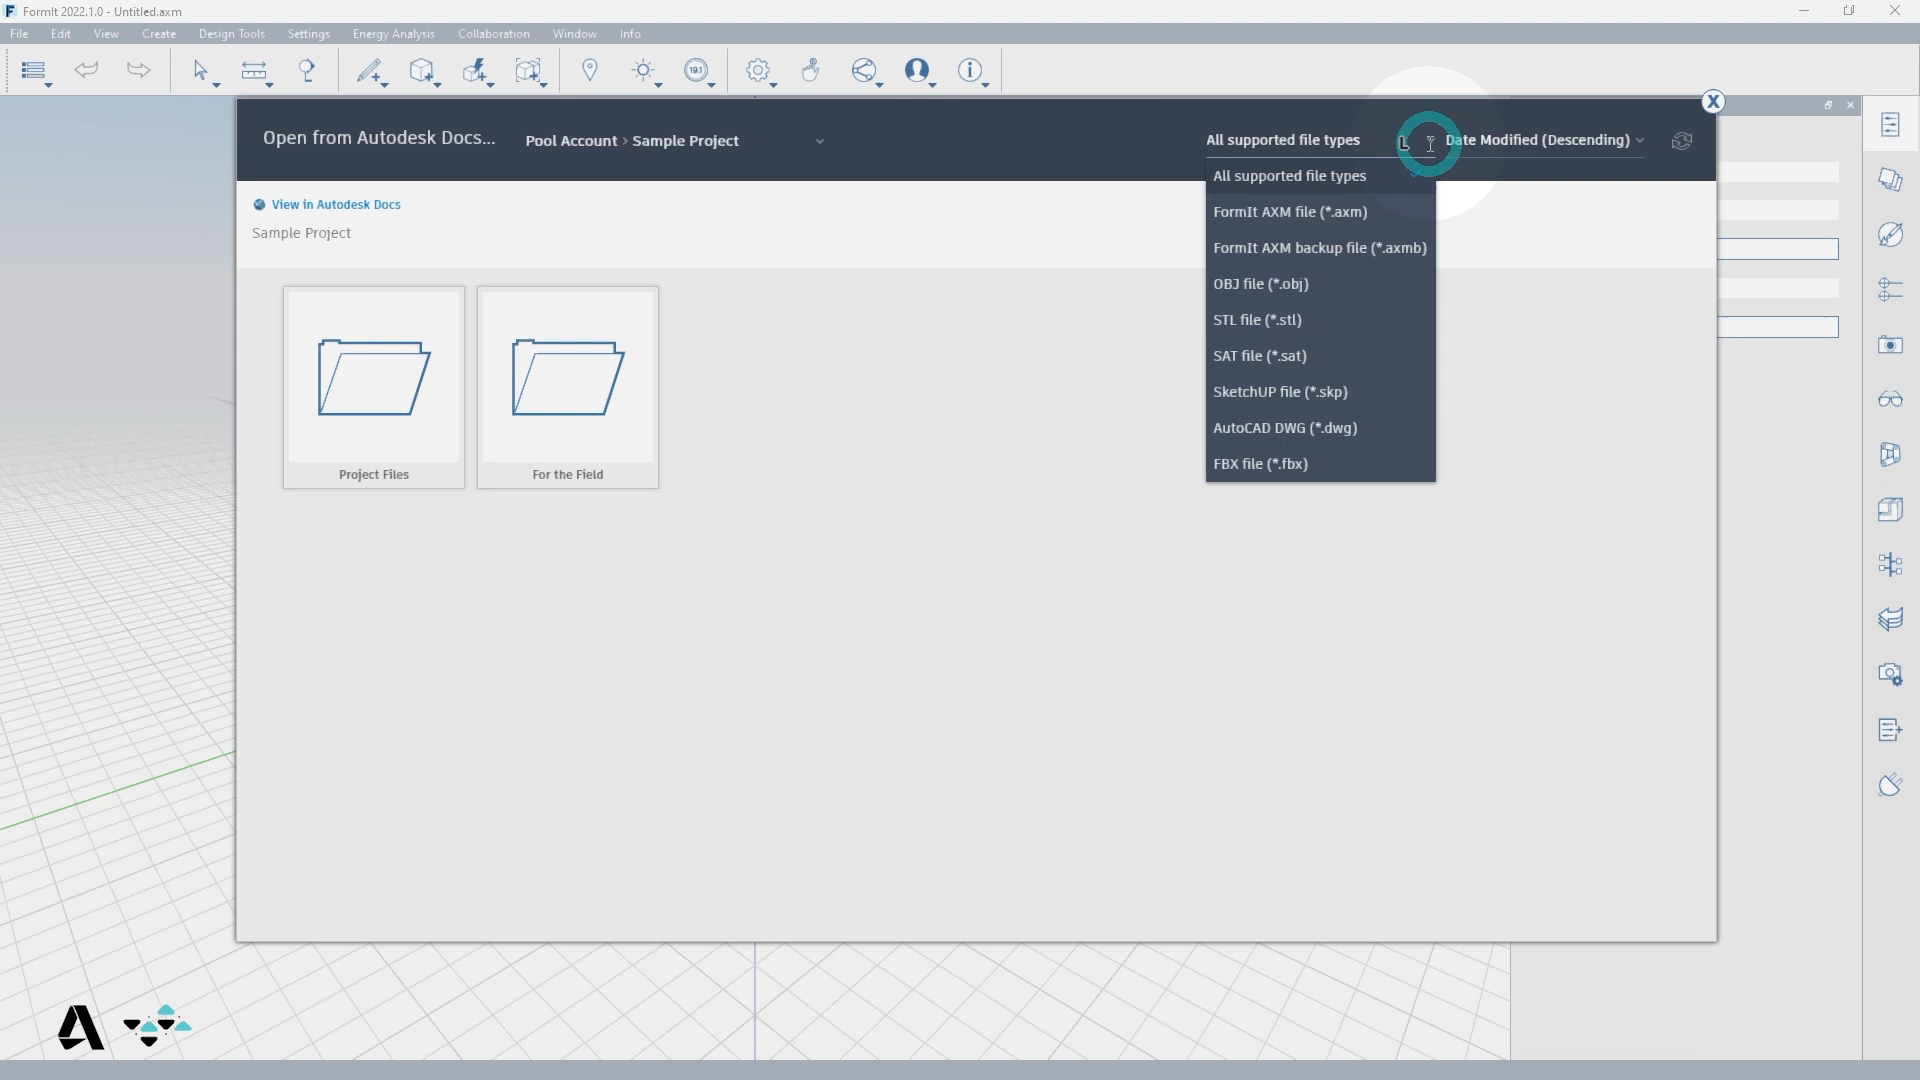 FormIt 2022.1.0 - Untitled.axm
File Edit View Create Design Tools Settings Energy Analysis Collaboration Window Info
19.1
Open from Autodesk Docs...
Pool Account › Sample Project
All supported file types
Date Modified (Descending)
X
View in Autodesk Docs
Sample Project
All supported file types
FormIt AXM file (*.axm)
FormIt AXM backup file (*.axmb)
OBJ file (*.obj)
STL file (*.stl)
SAT file (*.sat)
SketchUP file (*.skp)
AutoCAD DWG (*.dwg)
FBX file (*.fbx)
Project Files
For the Field